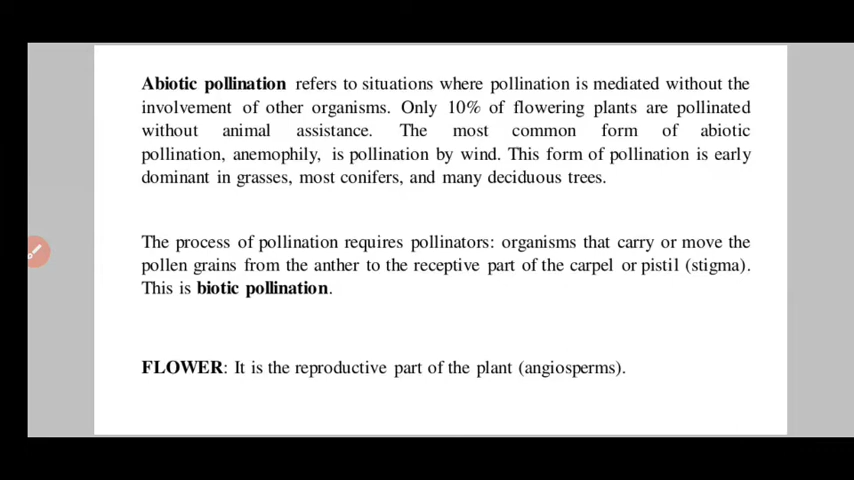 Abiotic pollination refers to situations where pollination is mediated without the
involvement of other organisms. Only 10% of flowering plants are pollinated
without animal assistance. The most common form of abiotic
pollination, anemophily, is pollination by wind. This form of pollination is early
dominant in grasses, most conifers, and many deciduous trees.
The process of pollination requires pollinators: organisms that carry or move the
pollen grains from the anther to the receptive part of the carpel or pistil (stigma).
This is biotic pollination.
FLOWER: It is the reproductive part of the plant (angiosperms).